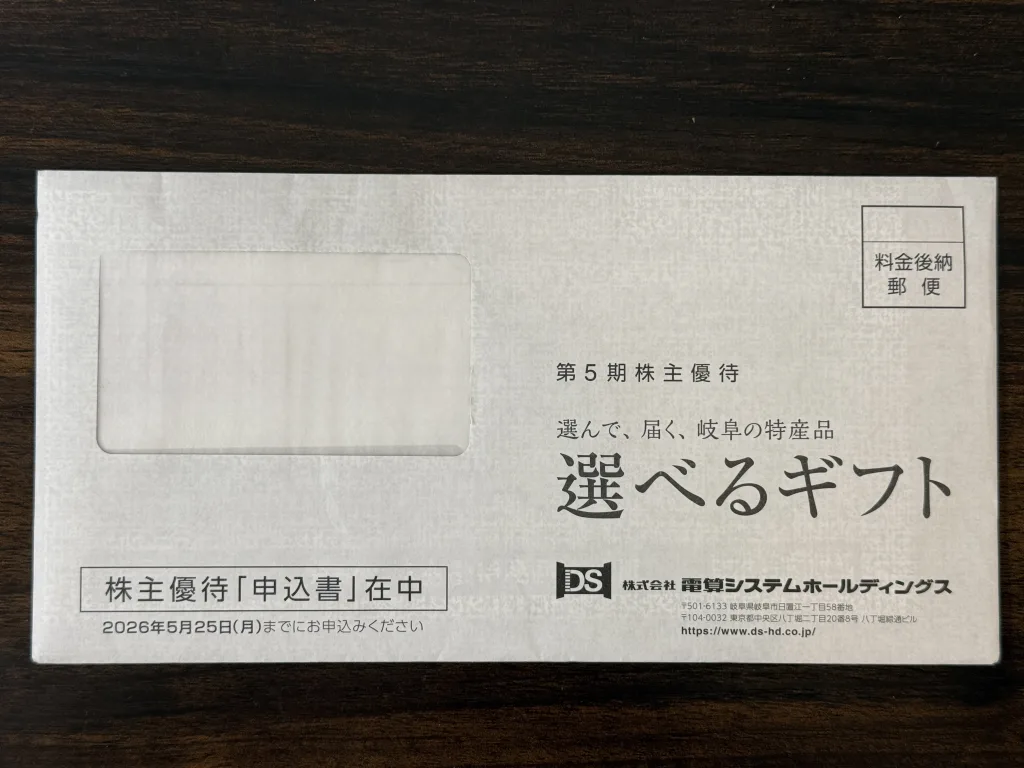 料金後納
郵便
第5期株主優待
選んで、届く、岐阜の特産品
選べるギフト
DS 株式会社 電算システムホールディングス
〒501-6133 岐阜県岐阜市日置江一丁目58番地
〒104-0032 東京都中央区八丁堀二丁目20番8号 八丁堀綜通ビル
https://www.ds-hd.co.jp/
株主優待「申込書」在中
2026年5月25日(月)までにお申込みください